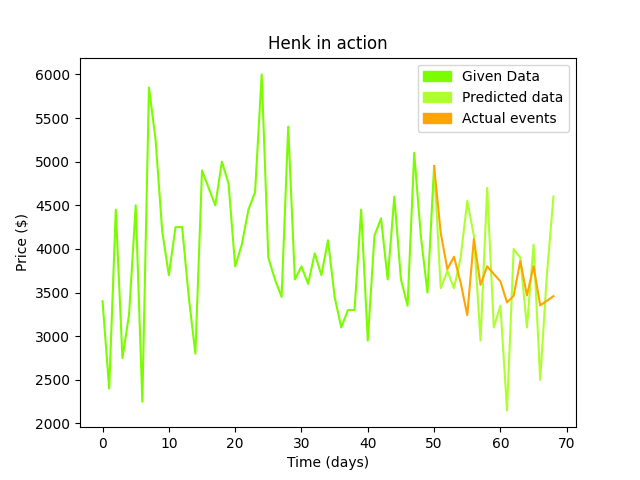 Henk in action
Given Data
Predicted data
Actual events
Price ($)
6000
5500
5000
4500
4000
3500
3000
2500
2000
0 10 20 30 40 50 60 70
Time (days)